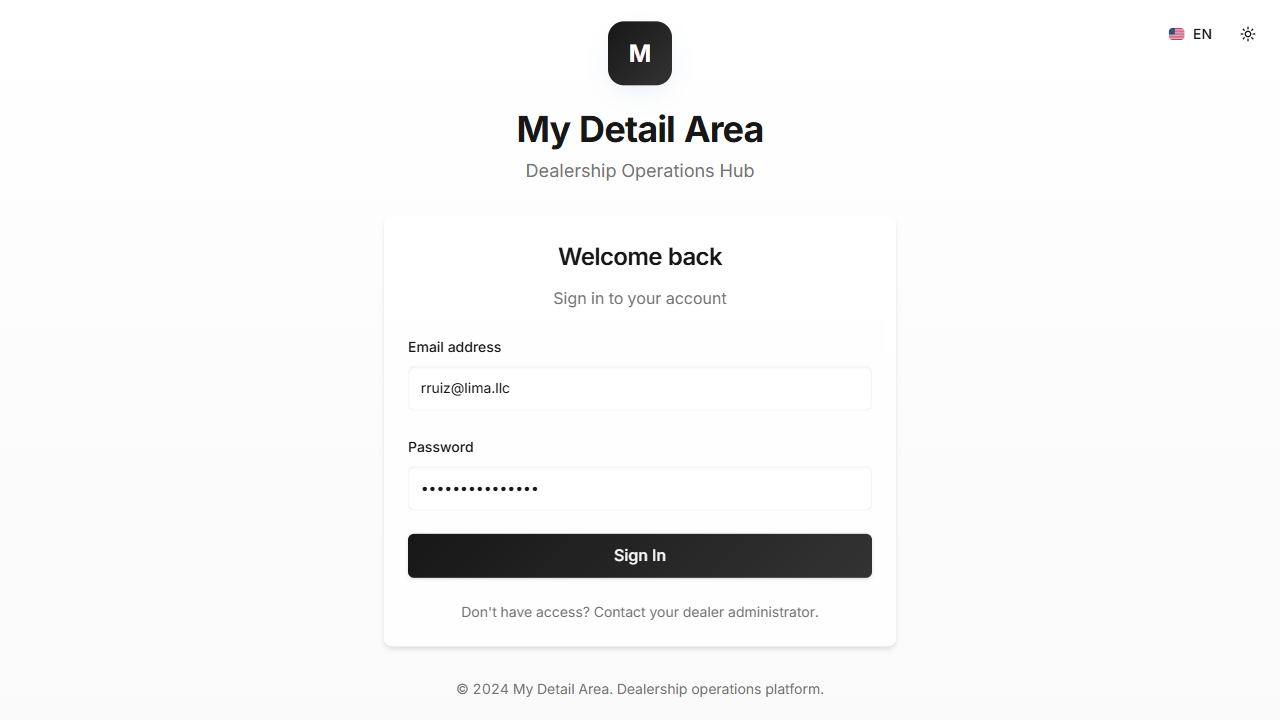 M
EN
My Detail Area
Dealership Operations Hub
Welcome back
Sign in to your account
Email address
rruiz@lima.llc
Password
•••••••••••••••
Sign In
Don't have access? Contact your dealer administrator.
© 2024 My Detail Area. Dealership operations platform.